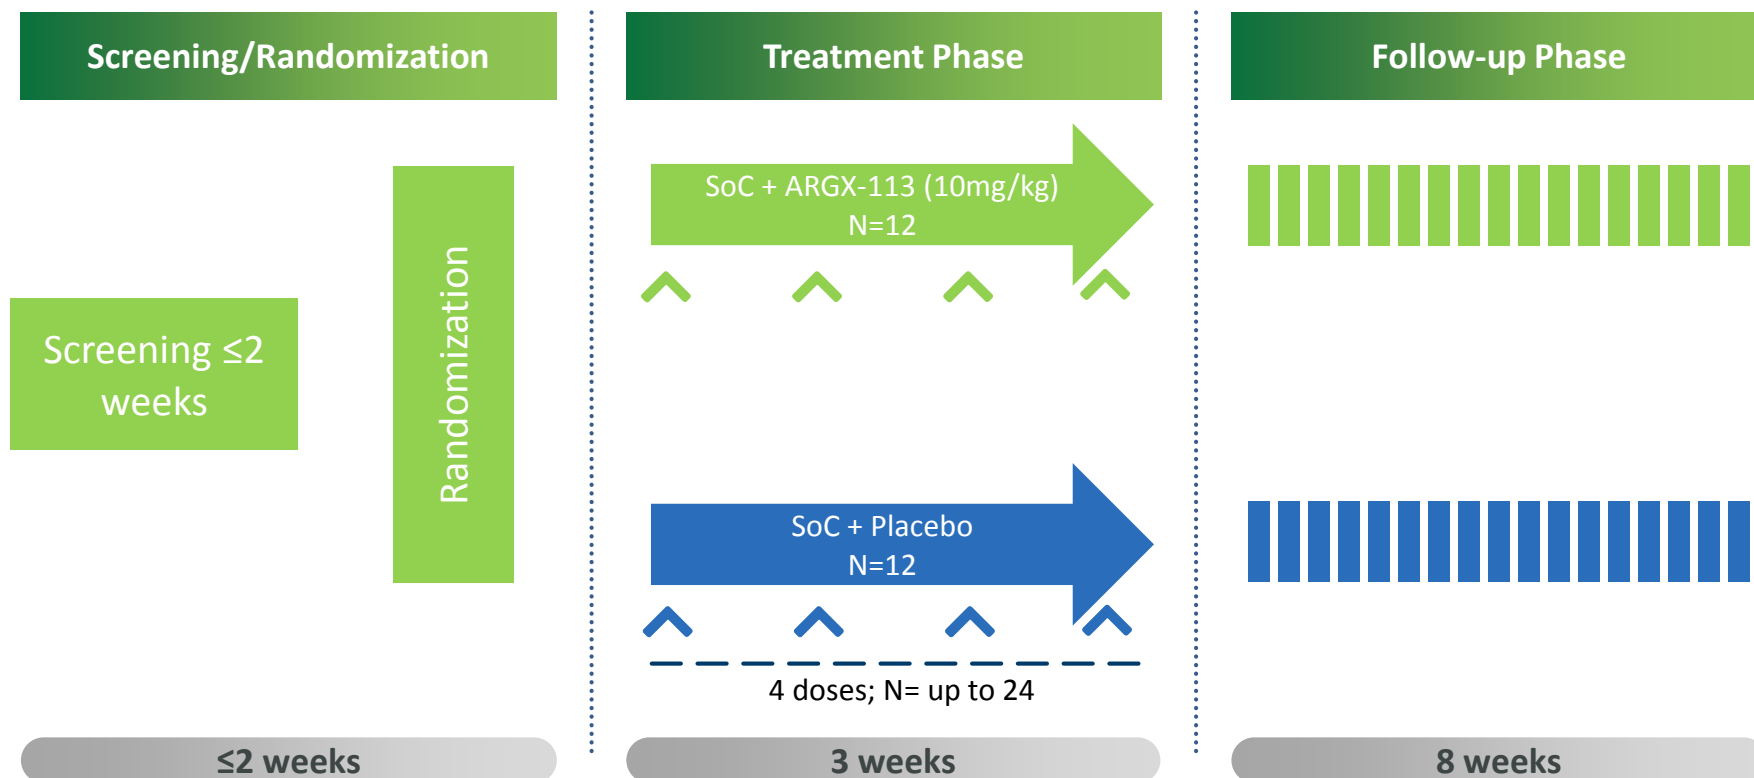 Screening/Randomization
Treatment Phase
Follow-up Phase
Screening ≤2
weeks
Randomization
SoC + ARGX-113 (10mg/kg)
N=12
SoC + Placebo
N=12
4 doses; N= up to 24
≤2 weeks
3 weeks
8 weeks